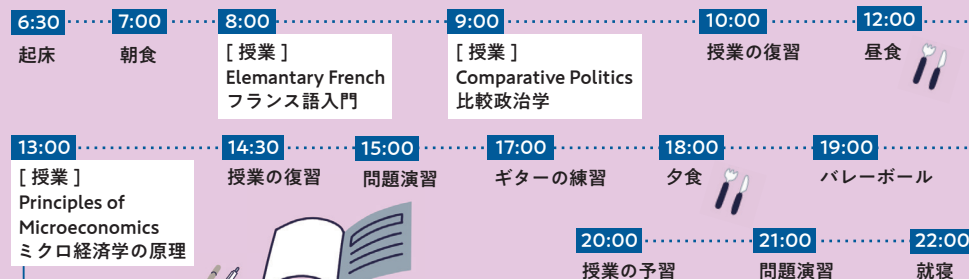 6:30 7:00 8:00 9:00 10:00 12:00
起床 朝食 [ 授業 ] [ 授業 ] 授業の復習 昼食
Elemantary French Comparative Politics
フランス語入門 比較政治学
13:00 14:30 15:00 17:00 18:00 19:00
[ 授業 ] 授業の復習 問題演習 ギターの練習 夕食 バレーボール
Principles of
Microeconomics
ミクロ経済学の原理
20:00 21:00 22:00
授業の予習 問題演習 就寝